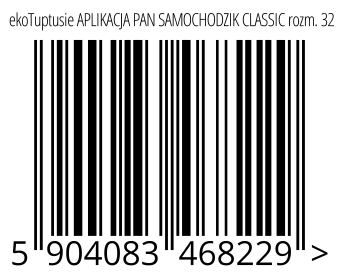 ekoTuptusie APLIKACJA PAN SAMOCHODZIK CLASSIC rozm. 32
5 904083 468229 >